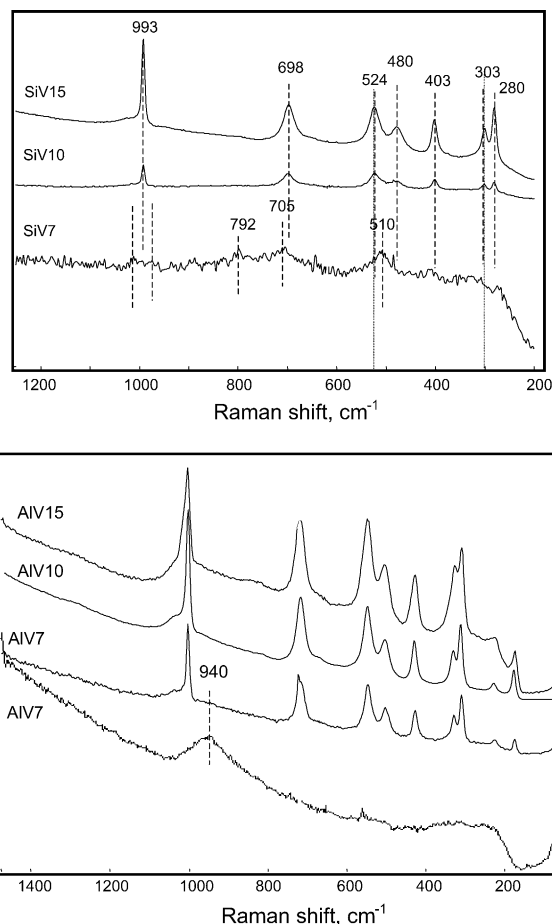 993
698
524 480 403 303 280
SiV15
SiV10
SiV7
792 705 510
1200 1000 800 600 400 200
Raman shift, cm-1
AlV15
AlV10
AlV7
940
AlV7
1400 1200 1000 800 600 400 200
Raman shift, cm-1